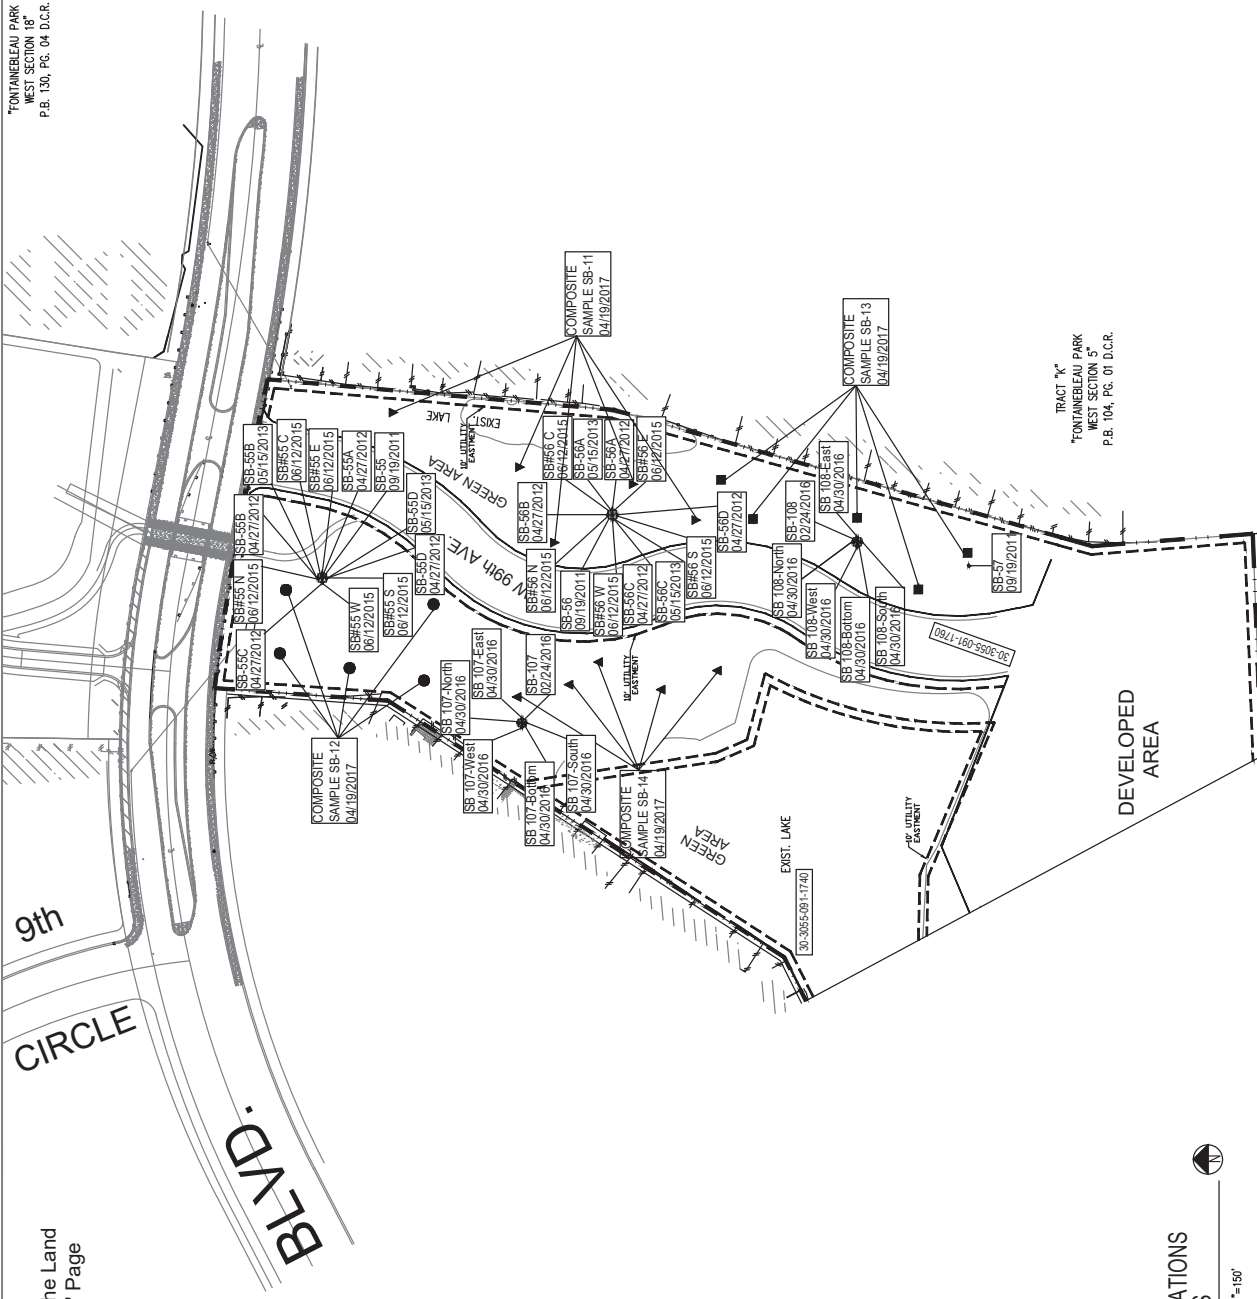 "FONTAINEBLEAU PARK
WEST SECTION 18"
P.B. 130, PG. 04 D.C.R.
9th
CIRCLE
BLVD.
he Land
Page
SB-55B
05/15/2013
SB#55 C
06/12/2015
SB#55 E
06/12/2015
SB-55A
04/27/2012
SB-55
09/19/2011
SB-55D
05/15/2013
SB-55B
04/27/2012
SB-55D
04/27/2012
SB#55 N
06/12/2015
SB#55 W
06/12/2015
SB#55 S
06/12/2015
SB-55C
04/27/2012
COMPOSITE
SAMPLE SB-12
04/19/2017
COMPOSITE
SAMPLE SB-11
04/19/2017
EXIST.
LAKE
10' UTILITY
EASTMENT
GREEN AREA
99th AVE.
SB-56B
04/27/2012
SB#56 C
06/12/2015
SB-56A
05/15/2013
SB-56A
04/27/2012
SB#56 E
06/12/2015
SB#56 N
06/12/2015
SB-56
09/19/2011
SB#56 W
06/12/2015
SB-56C
04/27/2012
SB-56C
05/15/2013
SB#56 S
06/12/2015
SB-56D
04/27/2012
10' UTILITY
EASTMENT
SB 107-North
04/30/2016
SB 107-East
04/30/2016
SB-107
02/24/2016
SB 107-West
04/30/2016
SB 107-Bottom
04/30/2016
SB 107-South
04/30/2016
COMPOSITE
SAMPLE SB-14
04/19/2017
COMPOSITE
SAMPLE SB-13
04/19/2017
SB-108
02/24/2016
SB 108-East
04/30/2016
SB 108-North
04/30/2016
SB 108-West
04/30/2016
SB 108-Bottom
04/30/2016
SB 108-South
04/30/2016
SB-57
09/19/2011
30-3055-091-1760
GREEN
AREA
EXIST. LAKE
30-3055-091-1740
10' UTILITY
EASTMENT
DEVELOPED
AREA
TRACT "K"
"FONTAINEBLEAU PARK
WEST SECTION 5"
P.B. 104, PG. 01 D.C.R.
N
ATIONS
"=150'